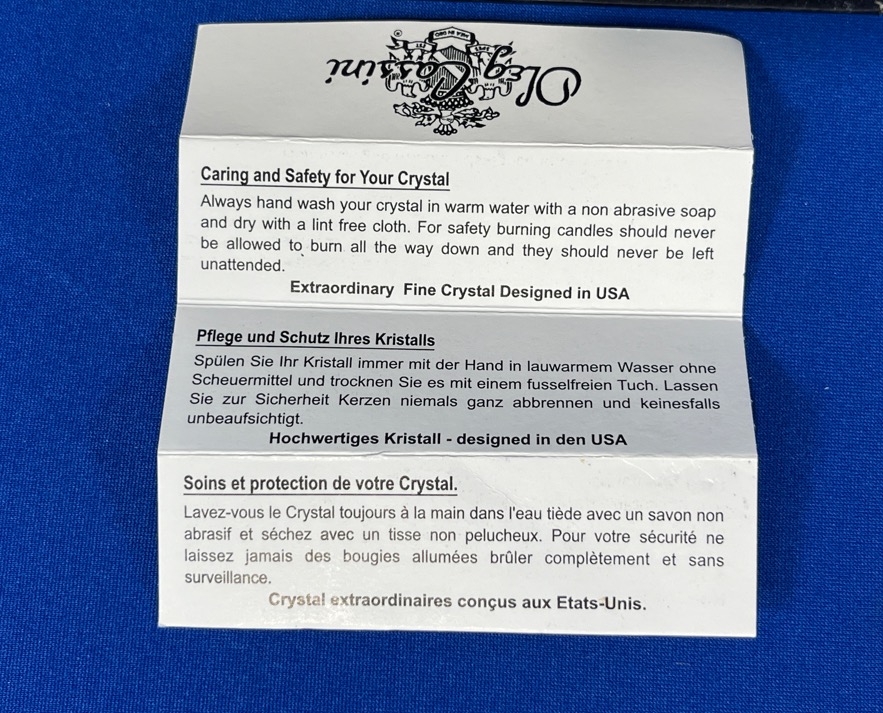 Oleg Cassini
®
Caring and Safety for Your Crystal
Always hand wash your crystal in warm water with a non abrasive soap
and dry with a lint free cloth. For safety burning candles should never
be allowed to burn all the way down and they should never be left
unattended.
Extraordinary Fine Crystal Designed in USA
Pflege und Schutz Ihres Kristalls
Spülen Sie Ihr Kristall immer mit der Hand in lauwarmem Wasser ohne
Scheuermittel und trocknen Sie es mit einem fusselfreien Tuch. Lassen
Sie zur Sicherheit Kerzen niemals ganz abbrennen und keinesfalls
unbeaufsichtigt.
Hochwertiges Kristall - designed in den USA
Soins et protection de votre Crystal.
Lavez-vous le Crystal toujours à la main dans l'eau tiède avec un savon non
abrasif et séchez avec un tisse non pelucheux. Pour votre sécurité ne
laissez jamais des bougies allumées brûler complètement et sans
surveillance.
Crystal extraordinaires conçus aux Etats-Unis.